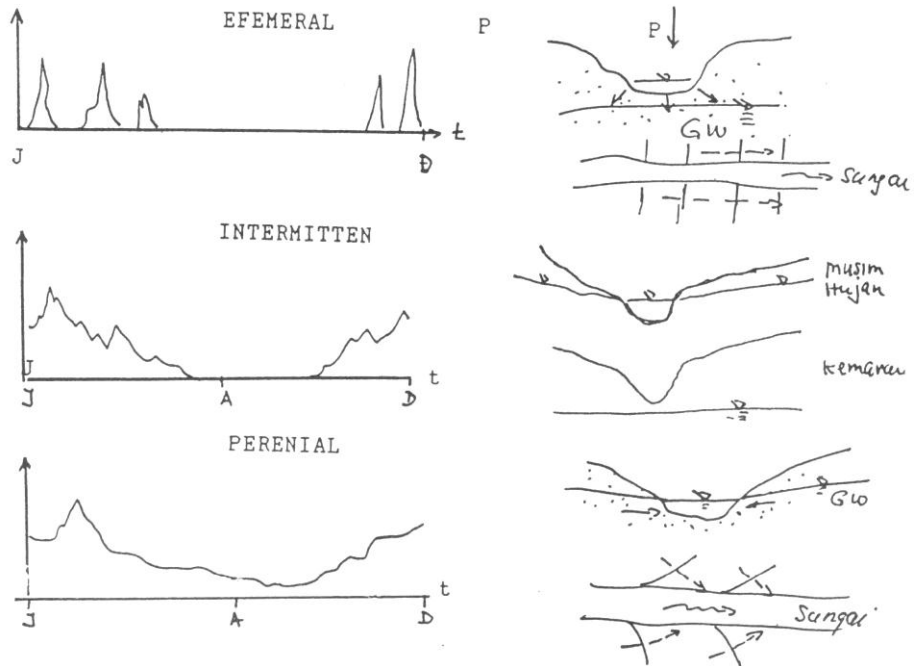 EFEMERAL
P
P
t
J
D
GW
Sungai
INTERMITTEN
musim
Hujan
J
t
J
A
D
Kemarau
PERENIAL
GW
t
J
A
D
Sungai